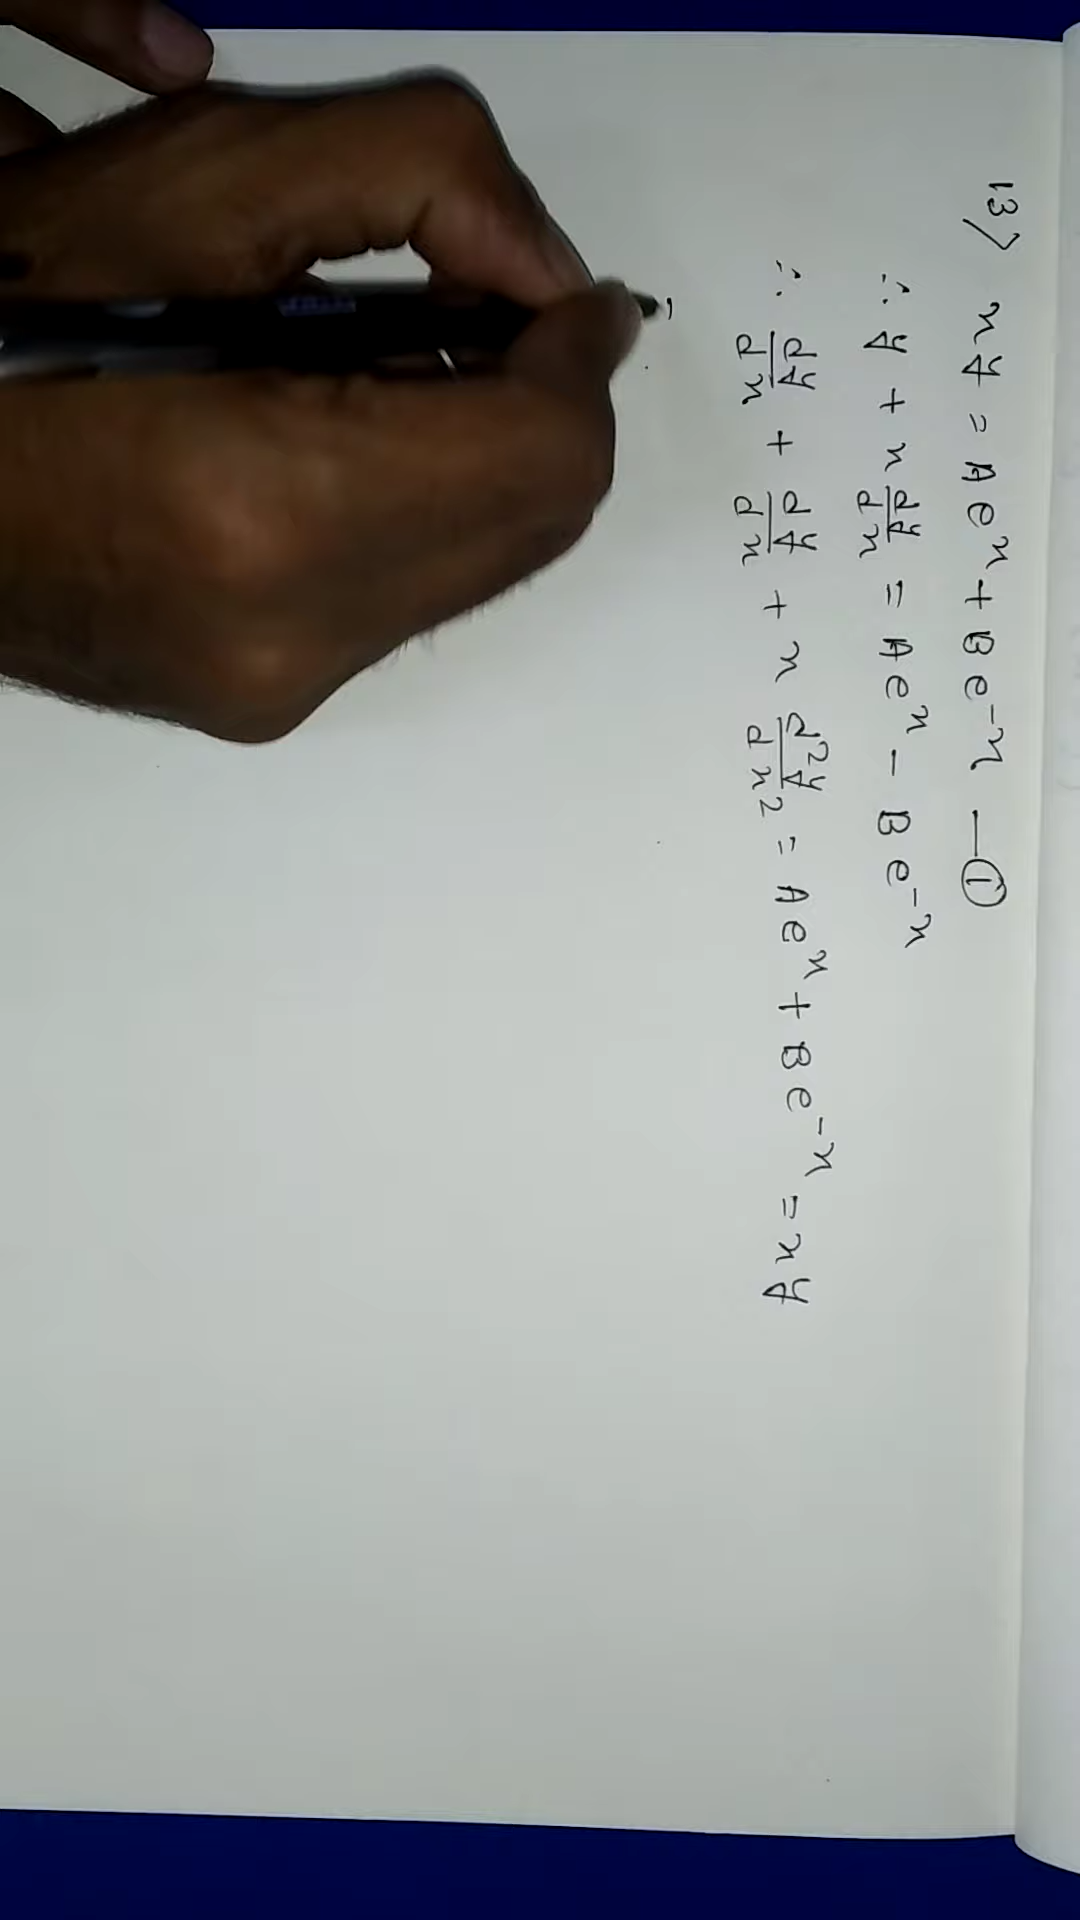 13) xy = Ae^x + Be^-x — ①
∴ y + x dy/dx = Ae^x - Be^-x
∴ dy/dx + dy/dx + x d²y/dx² = Ae^x + Be^-x = xy